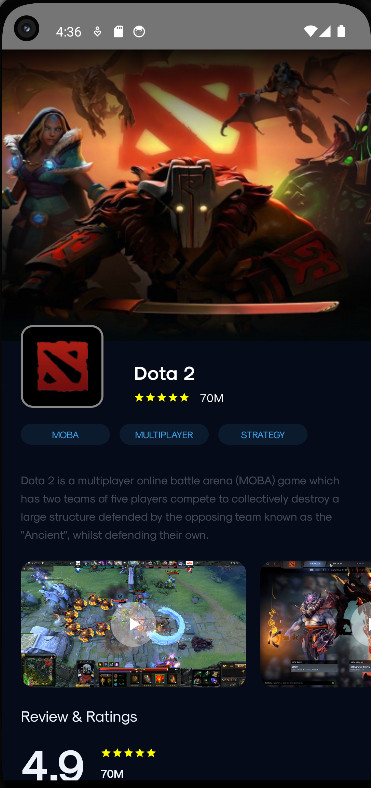 4:36
Dota 2
70M
MOBA
MULTIPLAYER
STRATEGY
Dota 2 is a multiplayer online battle arena (MOBA) game which
has two teams of five players compete to collectively destroy a
large structure defended by the opposing team known as the
"Ancient", whilst defending their own.
Review & Ratings
4.9
70M